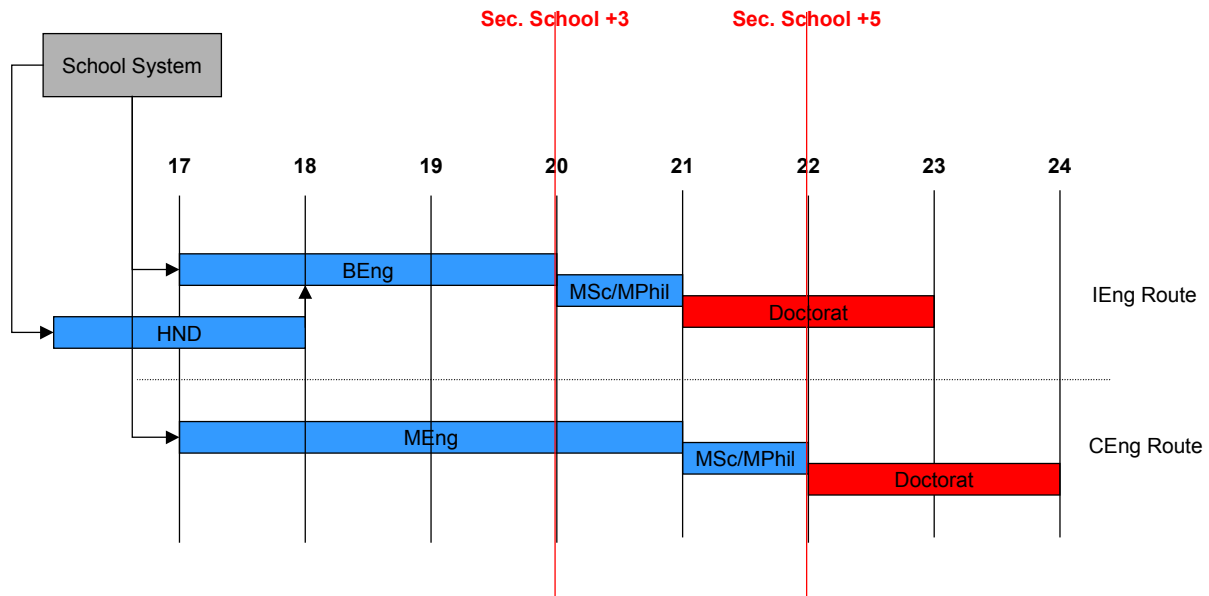 Sec. School +3
Sec. School +5
School System
17
18
19
20
21
22
23
24
BEng
MSc/MPhil
Doctorat
IEng Route
HND
MEng
MSc/MPhil
Doctorat
CEng Route